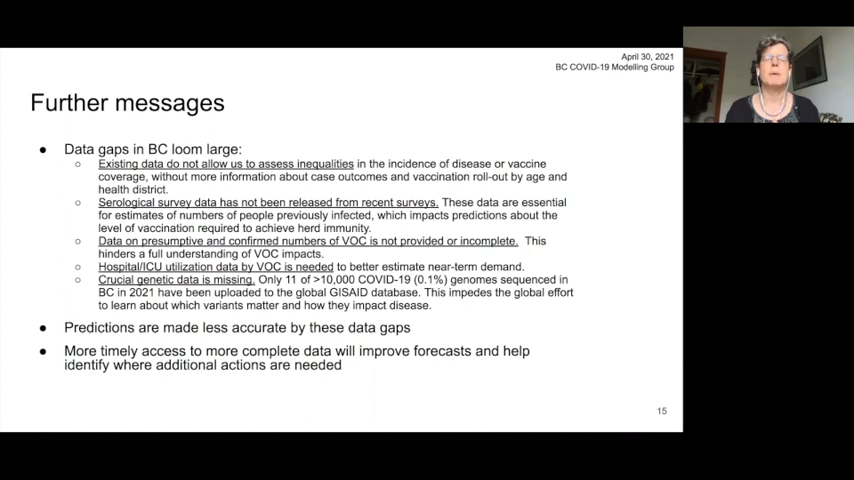 April 30, 2021
BC COVID-19 Modelling Group
Further messages
● Data gaps in BC loom large:
○ Existing data do not allow us to assess inequalities in the incidence of disease or vaccine
coverage, without more information about case outcomes and vaccination roll-out by age and
health district.
○ Serological survey data has not been released from recent surveys. These data are essential
for estimates of numbers of people previously infected, which impacts predictions about the
level of vaccination required to achieve herd immunity.
○ Data on presumptive and confirmed numbers of VOC is not provided or incomplete. This
hinders a full understanding of VOC impacts.
○ Hospital/ICU utilization data by VOC is needed to better estimate near-term demand.
○ Crucial genetic data is missing. Only 11 of >10,000 COVID-19 (0.1%) genomes sequenced in
BC in 2021 have been uploaded to the global GISAID database. This impedes the global effort
to learn about which variants matter and how they impact disease.
● Predictions are made less accurate by these data gaps
● More timely access to more complete data will improve forecasts and help
identify where additional actions are needed
15